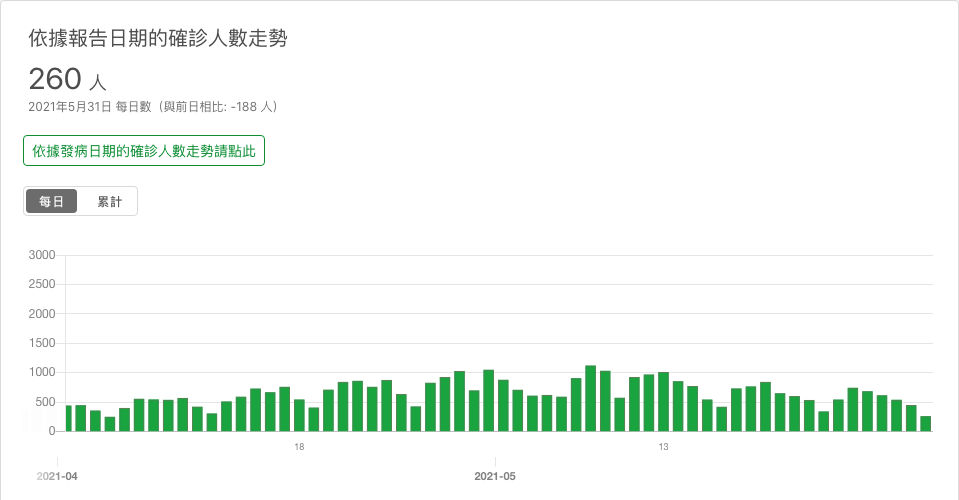 依據報告日期的確診人數走勢
260 人
2021年5月31日 每日數（與前日相比: -188 人）
依據發病日期的確診人數走勢請點此
每日 累計
3000
2500
2000
1500
1000
500
0
18 13
2021-04 2021-05